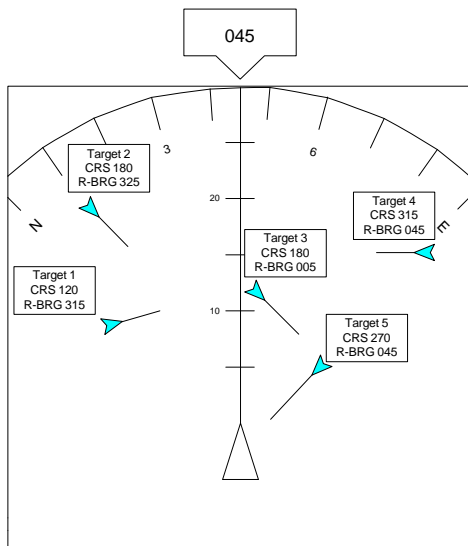 045
3
6
N
E
Target 2
CRS 180
R-BRG 325
20
Target 4
CRS 315
R-BRG 045
Target 3
CRS 180
R-BRG 005
Target 1
CRS 120
R-BRG 315
10
Target 5
CRS 270
R-BRG 045